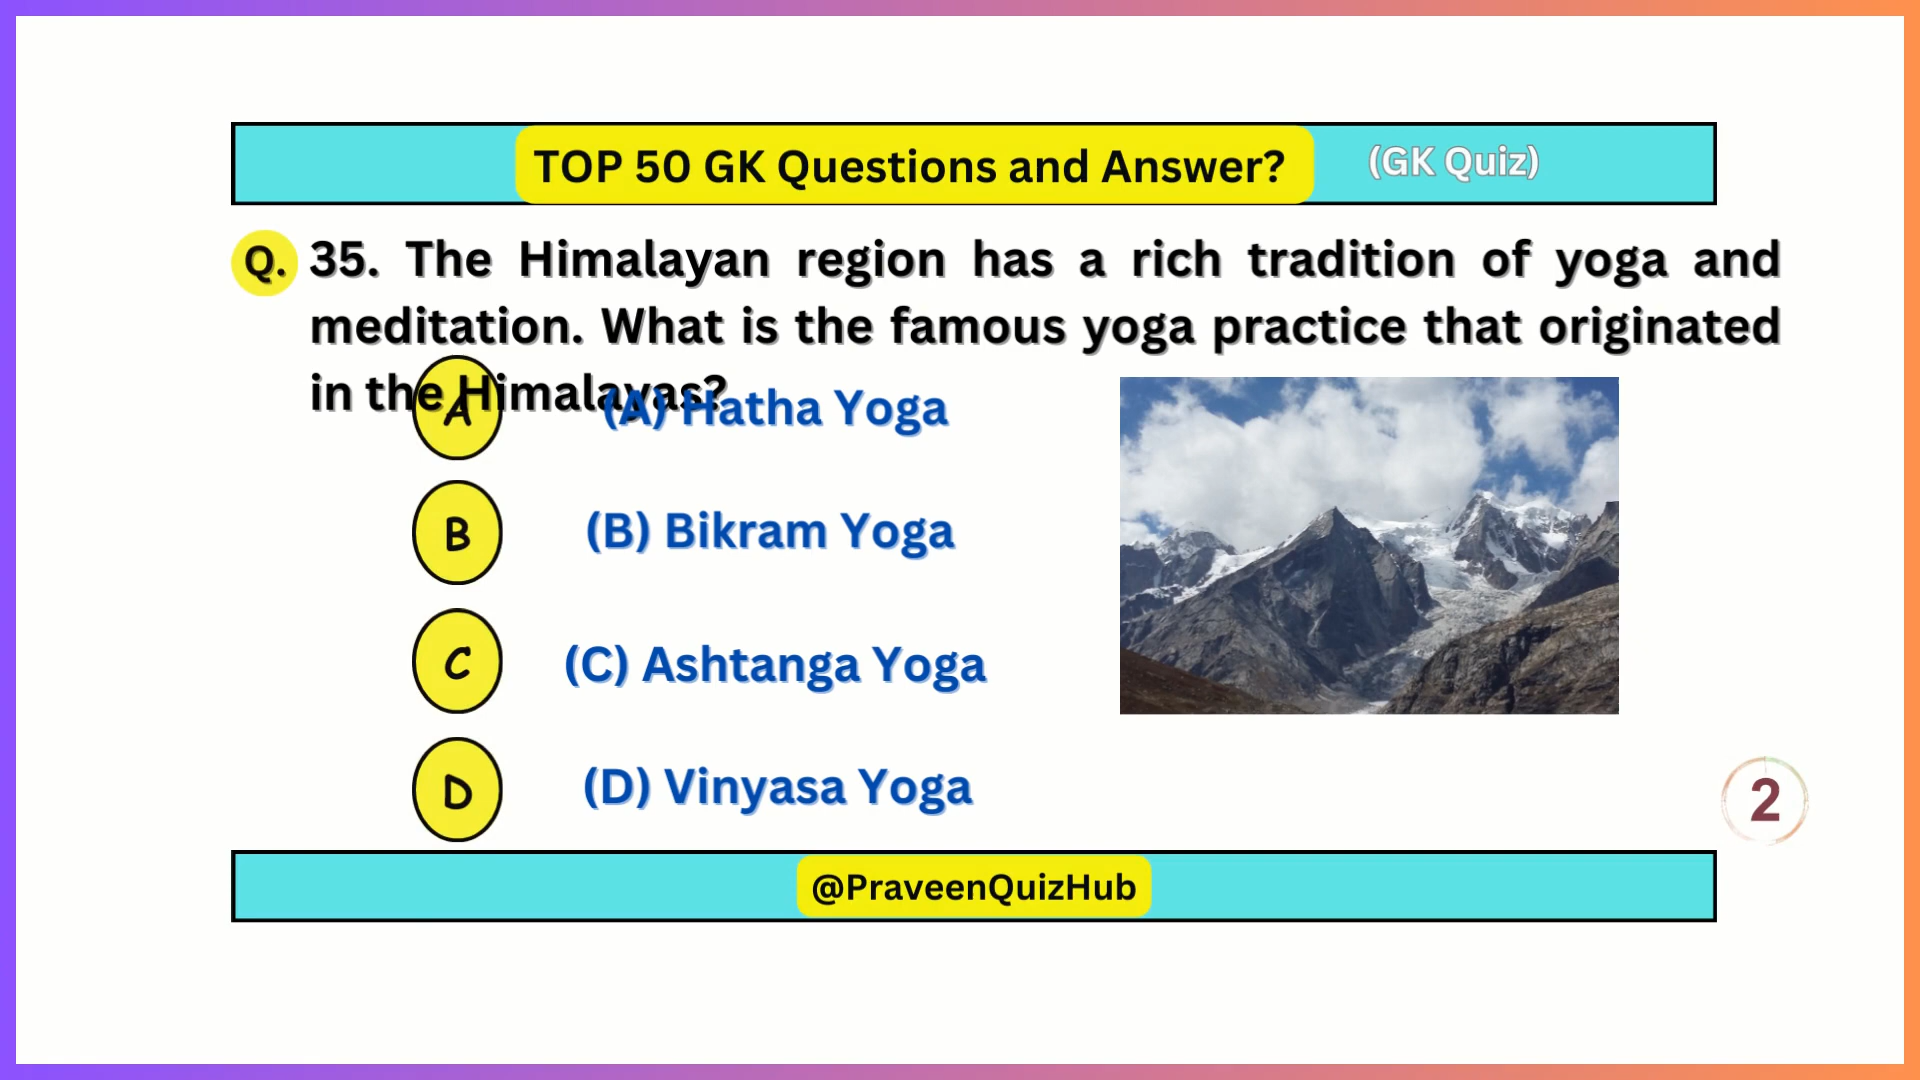 TOP 50 GK Questions and Answer?
(GK Quiz)
Q. 35. The Himalayan region has a rich tradition of yoga and
meditation. What is the famous yoga practice that originated
in the Himalayas?
A (A) Hatha Yoga
B (B) Bikram Yoga
C (C) Ashtanga Yoga
D (D) Vinyasa Yoga
2
@PraveenQuizHub